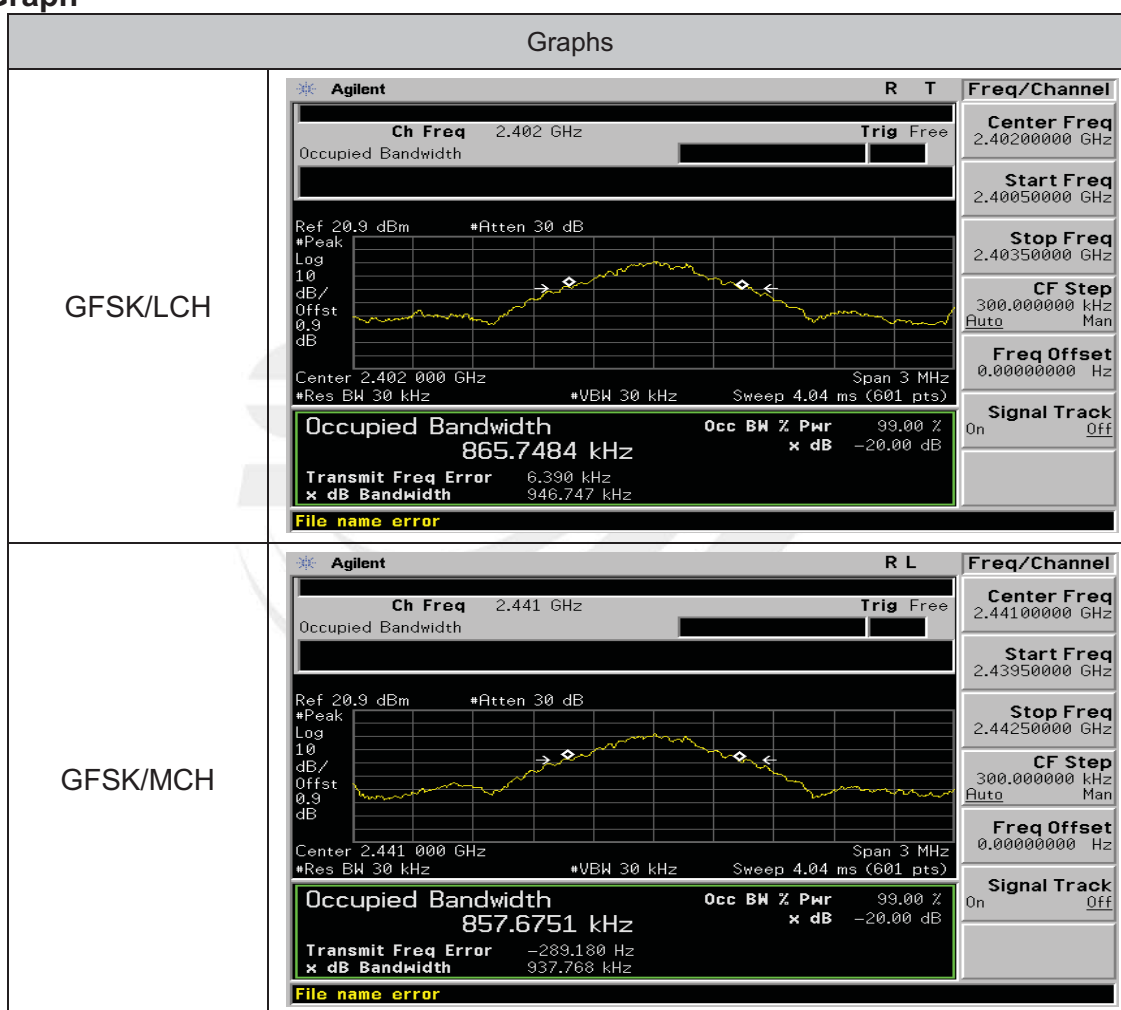 Graphs
GFSK/LCH
Agilent R T
Ch Freq 2.402 GHz Trig Free
Occupied Bandwidth
Ref 20.9 dBm #Atten 30 dB
#Peak
Log
10
dB/
Offst
0.9
dB
Center 2.402 000 GHz Span 3 MHz
#Res BW 30 kHz #VBW 30 kHz Sweep 4.04 ms (601 pts)
Occupied Bandwidth Occ BW % Pwr 99.00 %
865.7484 kHz x dB -20.00 dB
Transmit Freq Error 6.390 kHz
x dB Bandwidth 946.747 kHz
File name error
Freq/Channel
Center Freq
2.40200000 GHz
Start Freq
2.40050000 GHz
Stop Freq
2.40350000 GHz
CF Step
300.000000 kHz
Auto Man
Freq Offset
0.00000000 Hz
Signal Track
On Off
GFSK/MCH
Agilent R L
Ch Freq 2.441 GHz Trig Free
Occupied Bandwidth
Ref 20.9 dBm #Atten 30 dB
#Peak
Log
10
dB/
Offst
0.9
dB
Center 2.441 000 GHz Span 3 MHz
#Res BW 30 kHz #VBW 30 kHz Sweep 4.04 ms (601 pts)
Occupied Bandwidth Occ BW % Pwr 99.00 %
857.6751 kHz x dB -20.00 dB
Transmit Freq Error -289.180 Hz
x dB Bandwidth 937.768 kHz
File name error
Freq/Channel
Center Freq
2.44100000 GHz
Start Freq
2.43950000 GHz
Stop Freq
2.44250000 GHz
CF Step
300.000000 kHz
Auto Man
Freq Offset
0.00000000 Hz
Signal Track
On Off